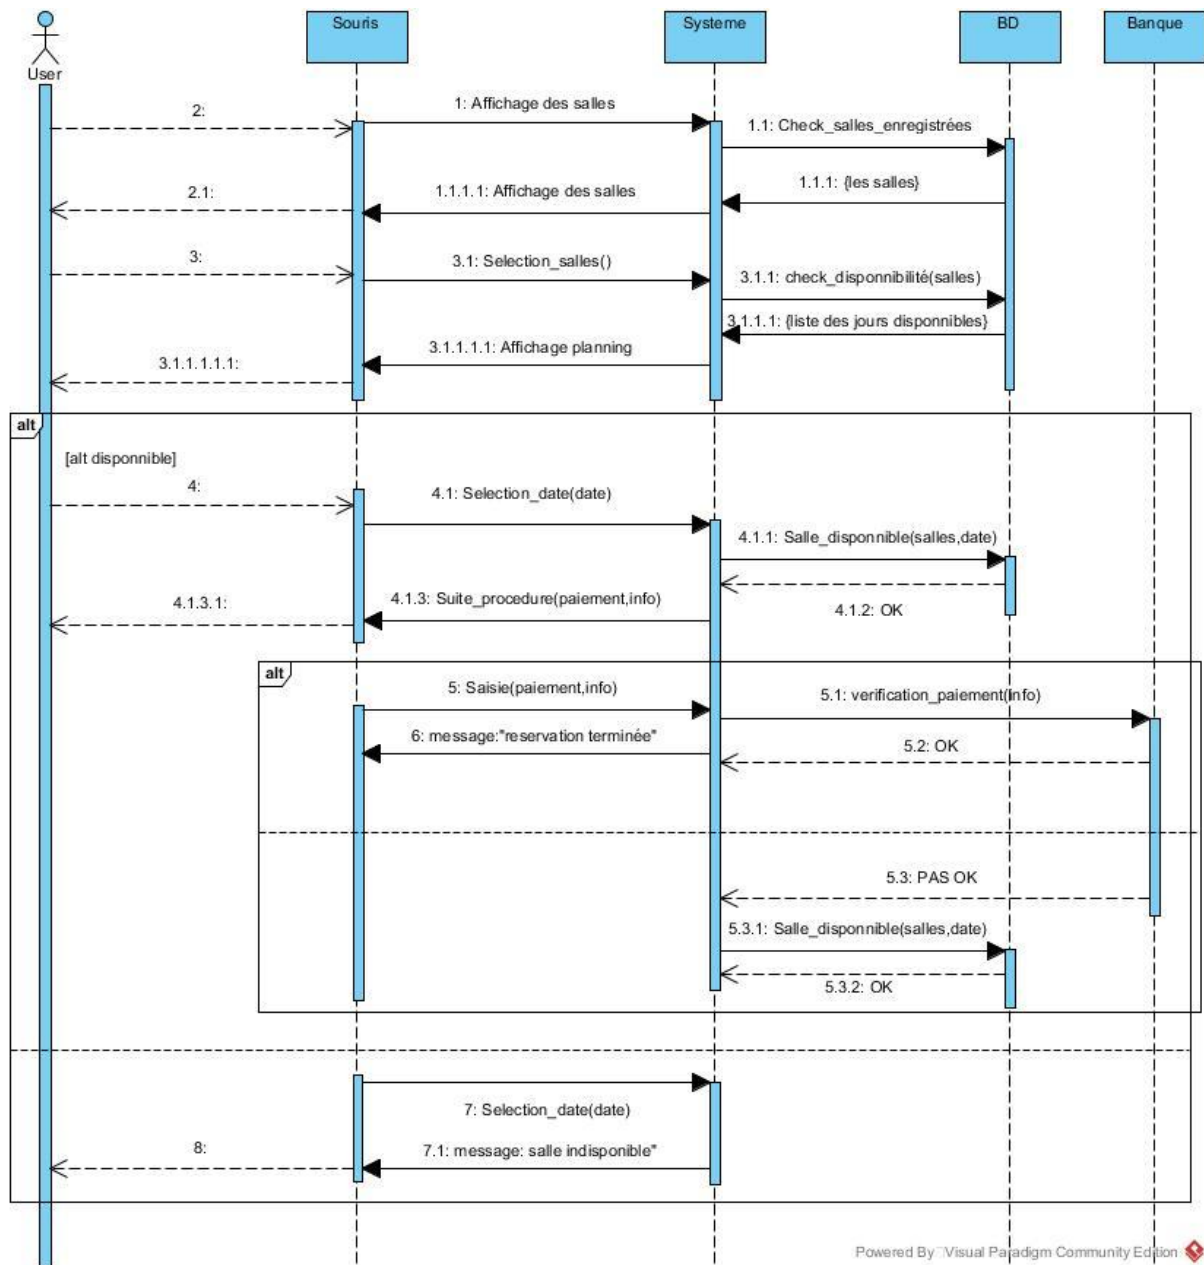 Souris
Systeme
BD
Banque
User
2:
1: Affichage des salles
1.1: Check_salles_enregistrées
1.1.1: {les salles}
2.1:
1.1.1.1: Affichage des salles
3:
3.1: Selection_salles()
3.1.1: check_disponnibilité(salles)
3.1.1.1: {liste des jours disponnibles}
3.1.1.1.1: Affichage planning
3.1.1.1.1.1:
alt
[alt disponnible]
4:
4.1: Selection_date(date)
4.1.1: Salle_disponnible(salles,date)
4.1.2: OK
4.1.3: Suite_procedure(paiement,info)
4.1.3.1:
alt
5: Saisie(paiement,info)
5.1: verification_paiement(info)
6: message:"reservation terminée"
5.2: OK
5.3: PAS OK
5.3.1: Salle_disponnible(salles,date)
5.3.2: OK
7: Selection_date(date)
8:
7.1: message: salle indisponible"
Powered By Visual Paradigm Community Edition